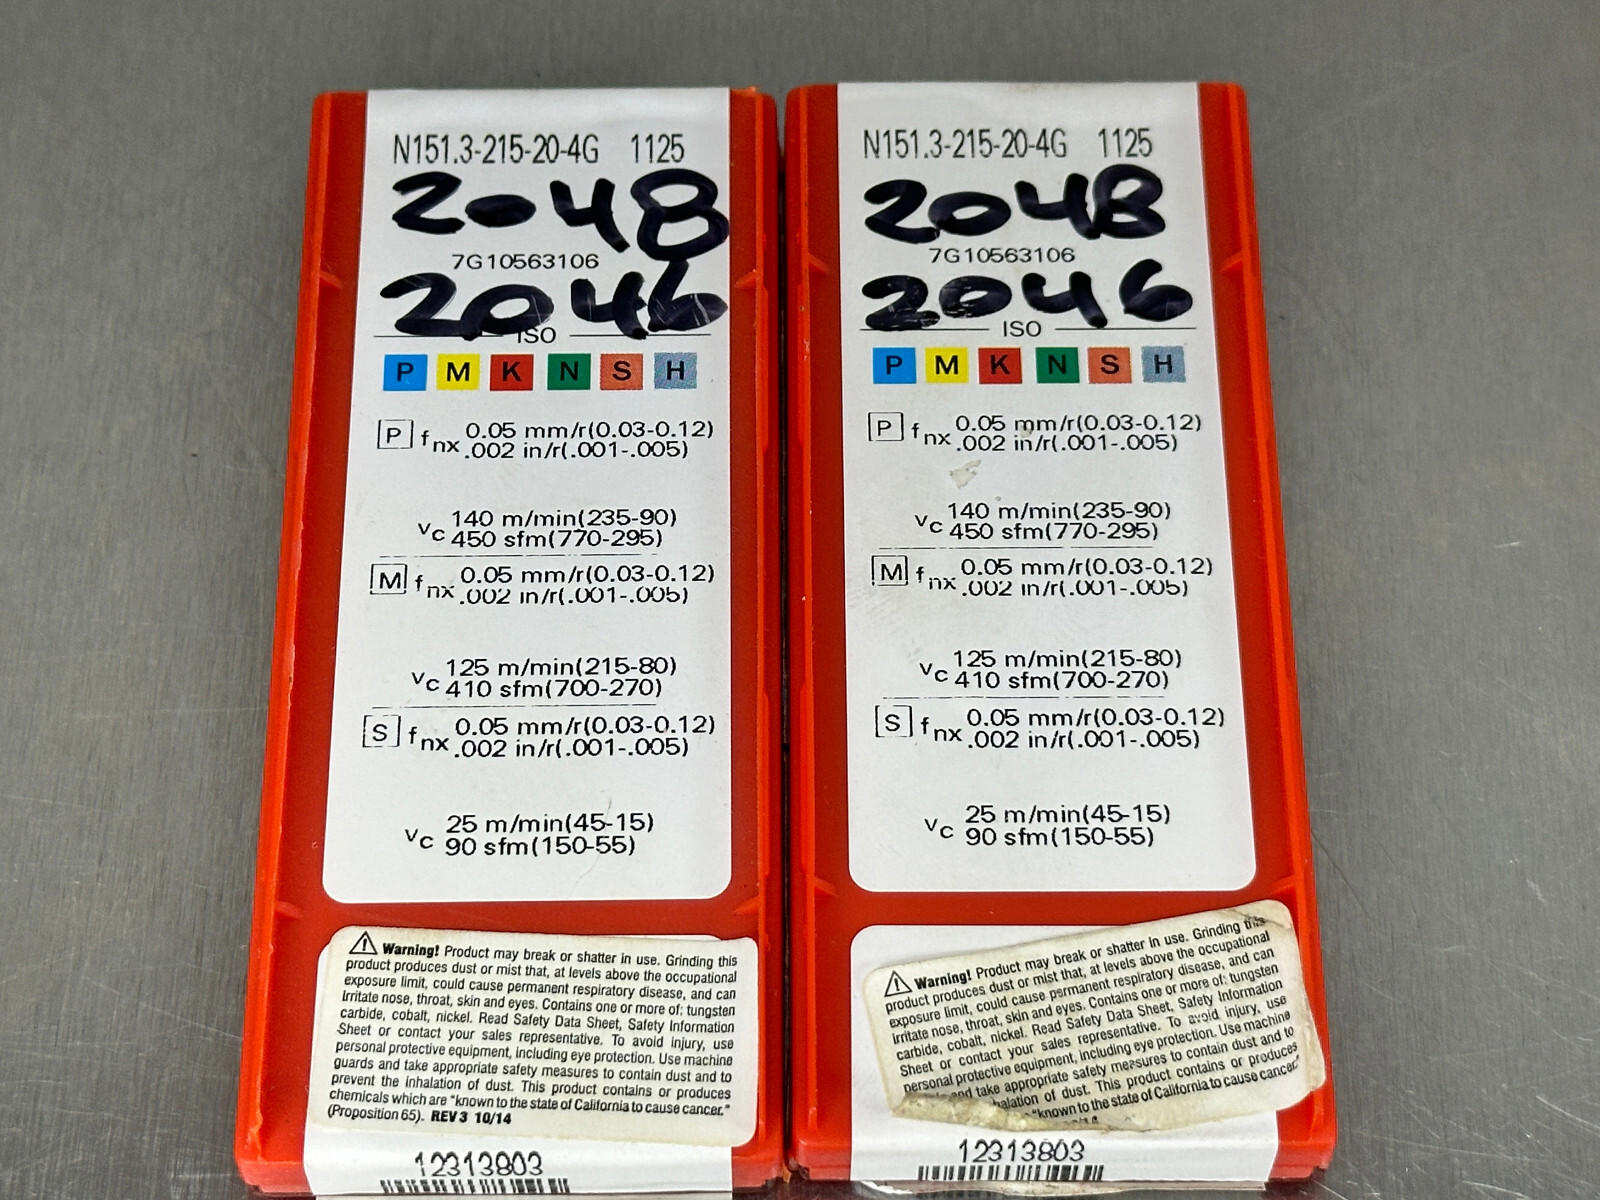 N151.3-215-20-4G 1125
2048
7G10563106
2046
ISO
P M K N S H
P fnx 0.05 mm/r(0.03-0.12)
.002 in/r(.001-.005)
vc 140 m/min(235-90)
450 sfm(770-295)
M fnx 0.05 mm/r(0.03-0.12)
.002 in/r(.001-.005)
vc 125 m/min(215-80)
410 sfm(700-270)
S fnx 0.05 mm/r(0.03-0.12)
.002 in/r(.001-.005)
vc 25 m/min(45-15)
90 sfm(150-55)
Warning! Product may break or shatter in use. Grinding this
product produces dust or mist that, at levels above the occupational
exposure limit, could cause permanent respiratory disease, and can
irritate nose, throat, skin and eyes. Contains one or more of: tungsten
carbide, cobalt, nickel. Read Safety Data Sheet, Safety Information
Sheet or contact your sales representative. To avoid injury, use
personal protective equipment, including eye protection. Use machine
guards and take appropriate safety measures to contain dust and to
prevent the inhalation of dust. This product contains or produces
chemicals which are "known to the state of California to cause cancer."
(Proposition 65). REV 3 10/14
12313803
N151.3-215-20-4G 1125
2048
7G10563106
2046
ISO
P M K N S H
P fnx 0.05 mm/r(0.03-0.12)
.002 in/r(.001-.005)
vc 140 m/min(235-90)
450 sfm(770-295)
M fnx 0.05 mm/r(0.03-0.12)
.002 in/r(.001-.005)
vc 125 m/min(215-80)
410 sfm(700-270)
S fnx 0.05 mm/r(0.03-0.12)
.002 in/r(.001-.005)
vc 25 m/min(45-15)
90 sfm(150-55)
Warning! Product may break or shatter in use. Grinding this
product produces dust or mist that, at levels above the occupational
exposure limit, could cause permanent respiratory disease, and can
irritate nose, throat, skin and eyes. Contains one or more of: tungsten
carbide, cobalt, nickel. Read Safety Data Sheet, Safety Information
Sheet or contact your sales representative. To avoid injury, use
personal protective equipment, including eye protection. Use machine
and take appropriate safety measures to contain dust and to
of dust. This product contains or produces
"known to the state of California to cause cancer."
12313803